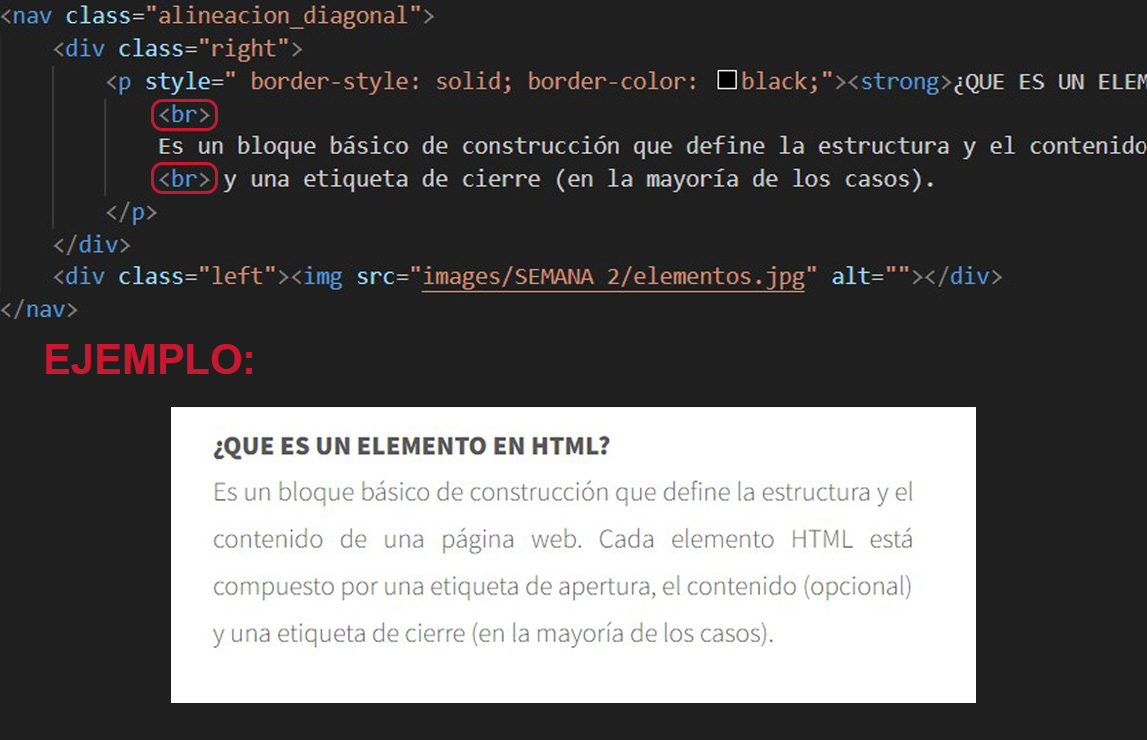 <nav class="alineacion_diagonal">
<div class="right">
<p style=" border-style: solid; border-color: black;"><strong>¿QUE ES UN ELEM
<br>
Es un bloque básico de construcción que define la estructura y el contenido
<br> y una etiqueta de cierre (en la mayoría de los casos).
</p>
</div>
<div class="left"><img src="images/SEMANA 2/elementos.jpg" alt=""></div>
</nav>
EJEMPLO:
¿QUE ES UN ELEMENTO EN HTML?
Es un bloque básico de construcción que define la estructura y el
contenido de una página web. Cada elemento HTML está
compuesto por una etiqueta de apertura, el contenido (opcional)
y una etiqueta de cierre (en la mayoría de los casos).